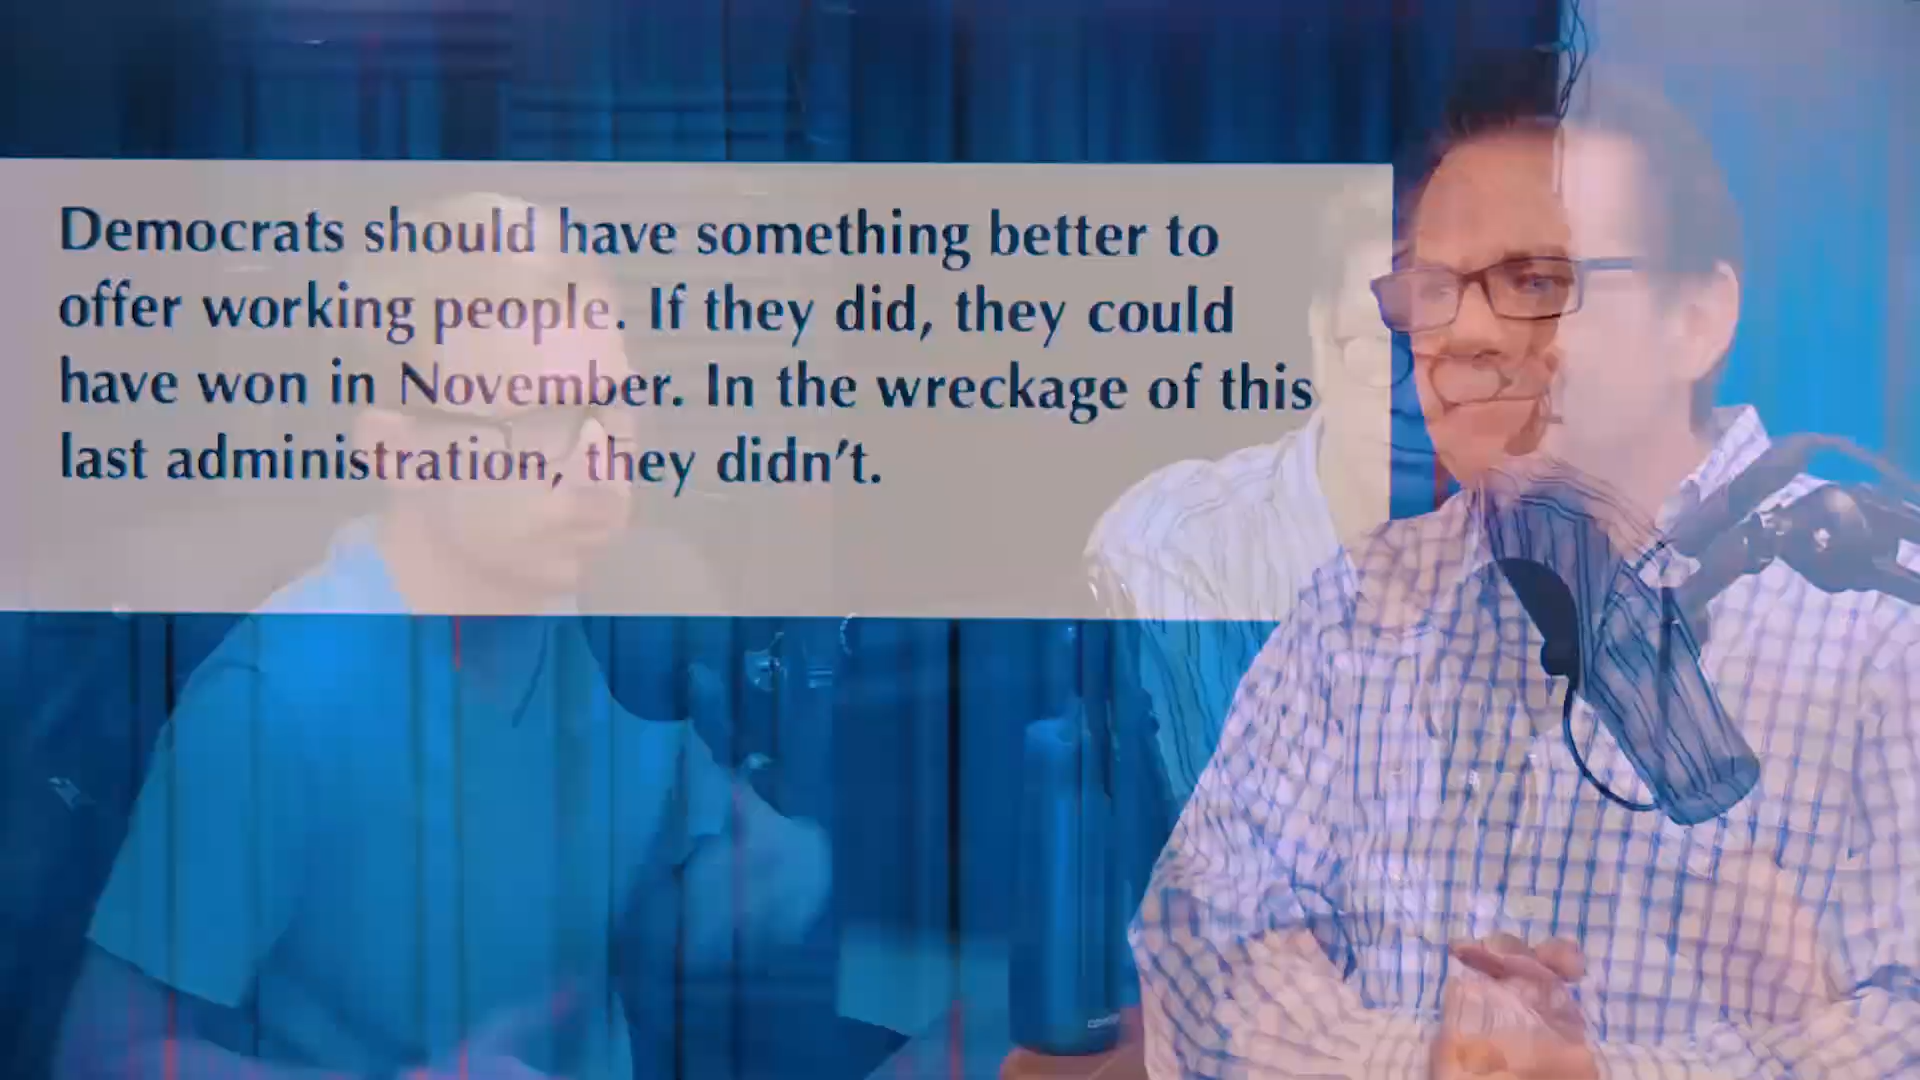 Democrats should have something better to
offer working people. If they did, they could
have won in November. In the wreckage of this
last administration, they didn't.